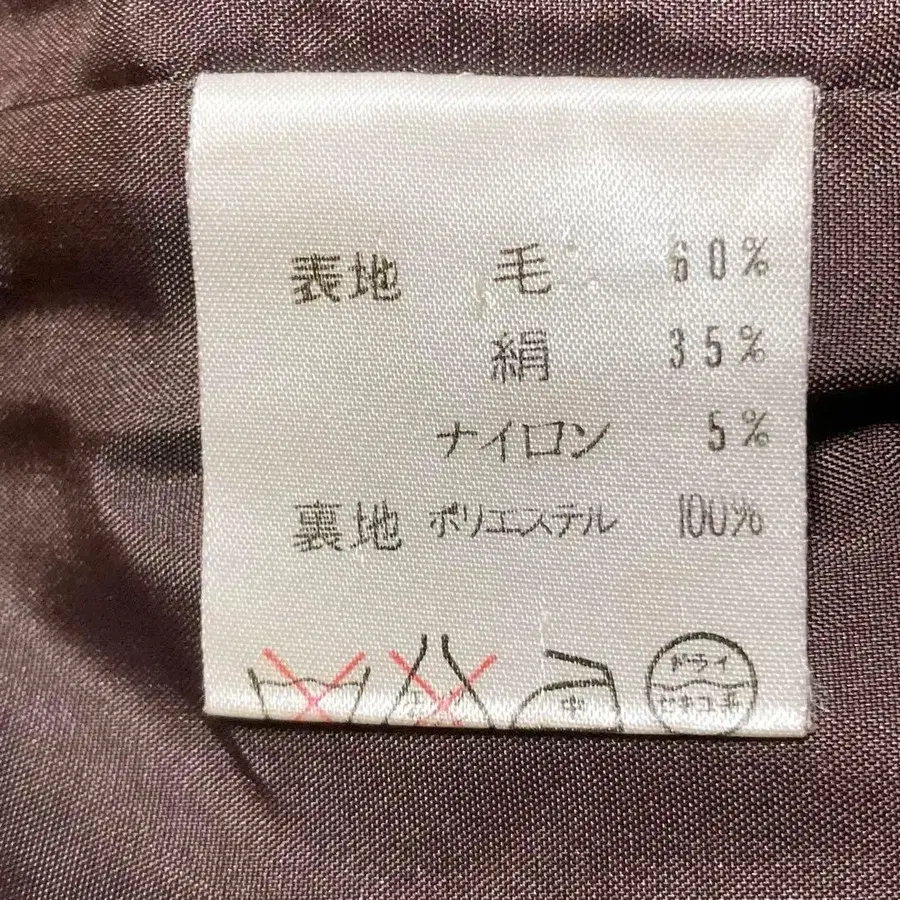 表地 毛 60%
絹 35%
ナイロン 5%
裏地 ポリエステル 100%
中
ドライ
セキユ系